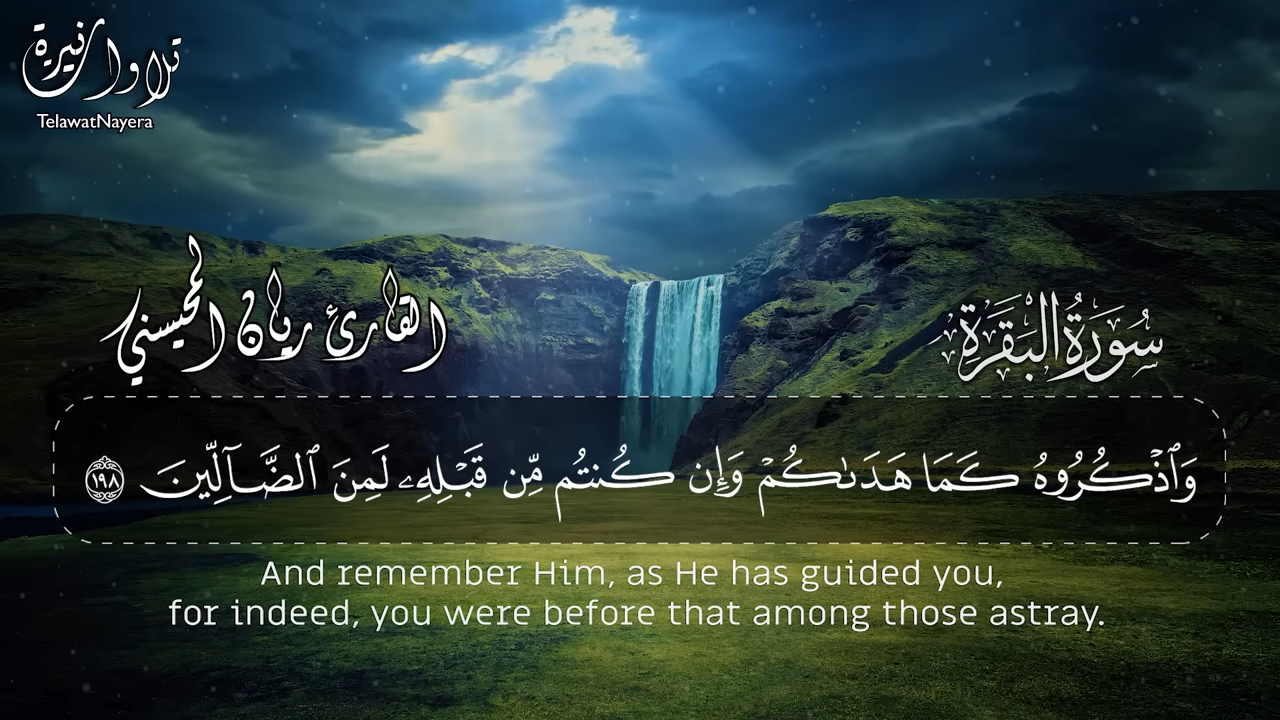 تلاوات نيرة
TelawatNayera
سُورَةُ البَقَرَةِ
القارئ ريان المحيسني
وَٱذۡكُرُوهُ كَمَا هَدَىٰكُمۡ وَإِن كُنتُم مِّن قَبۡلِهِۦ لَمِنَ ٱلضَّآلِّينَ ١٩٨
And remember Him, as He has guided you,
for indeed, you were before that among those astray.